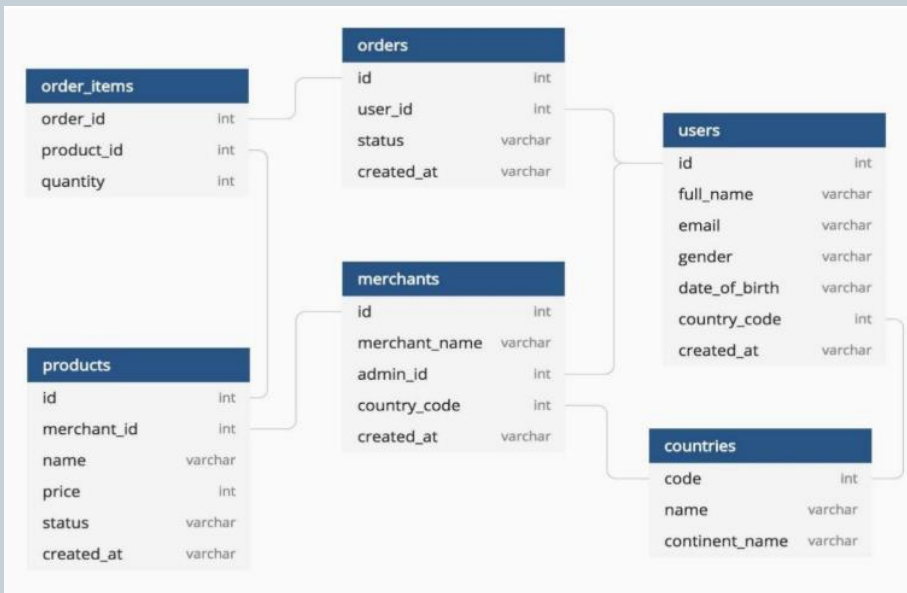 order_items
order_id int
product_id int
quantity int
orders
id int
user_id int
status varchar
created_at varchar
users
id int
full_name varchar
email varchar
gender varchar
date_of_birth varchar
country_code int
created_at varchar
merchants
id int
merchant_name varchar
admin_id int
country_code int
created_at varchar
products
id int
merchant_id int
name varchar
price int
status varchar
created_at varchar
countries
code int
name varchar
continent_name varchar